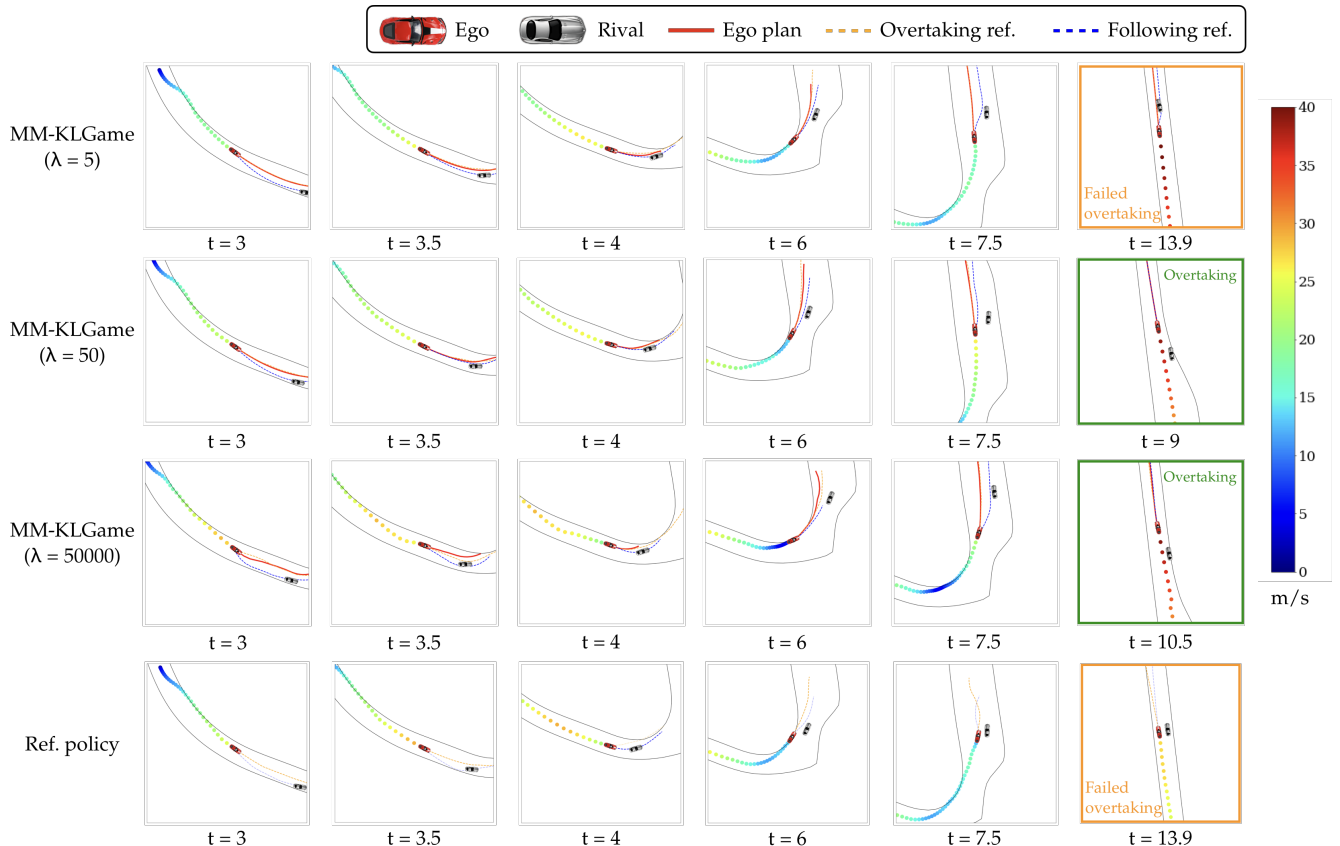 Ego Rival Ego plan Overtaking ref. Following ref.
MM-KLGame
(λ = 5)
Failed
overtaking
t = 3 t = 3.5 t = 4 t = 6 t = 7.5 t = 13.9
MM-KLGame
(λ = 50)
Overtaking
t = 3 t = 3.5 t = 4 t = 6 t = 7.5 t = 9
MM-KLGame
(λ = 50000)
Overtaking
t = 3 t = 3.5 t = 4 t = 6 t = 7.5 t = 10.5
Ref. policy
Failed
overtaking
t = 3 t = 3.5 t = 4 t = 6 t = 7.5 t = 13.9
40
35
30
25
20
15
10
5
0
m/s